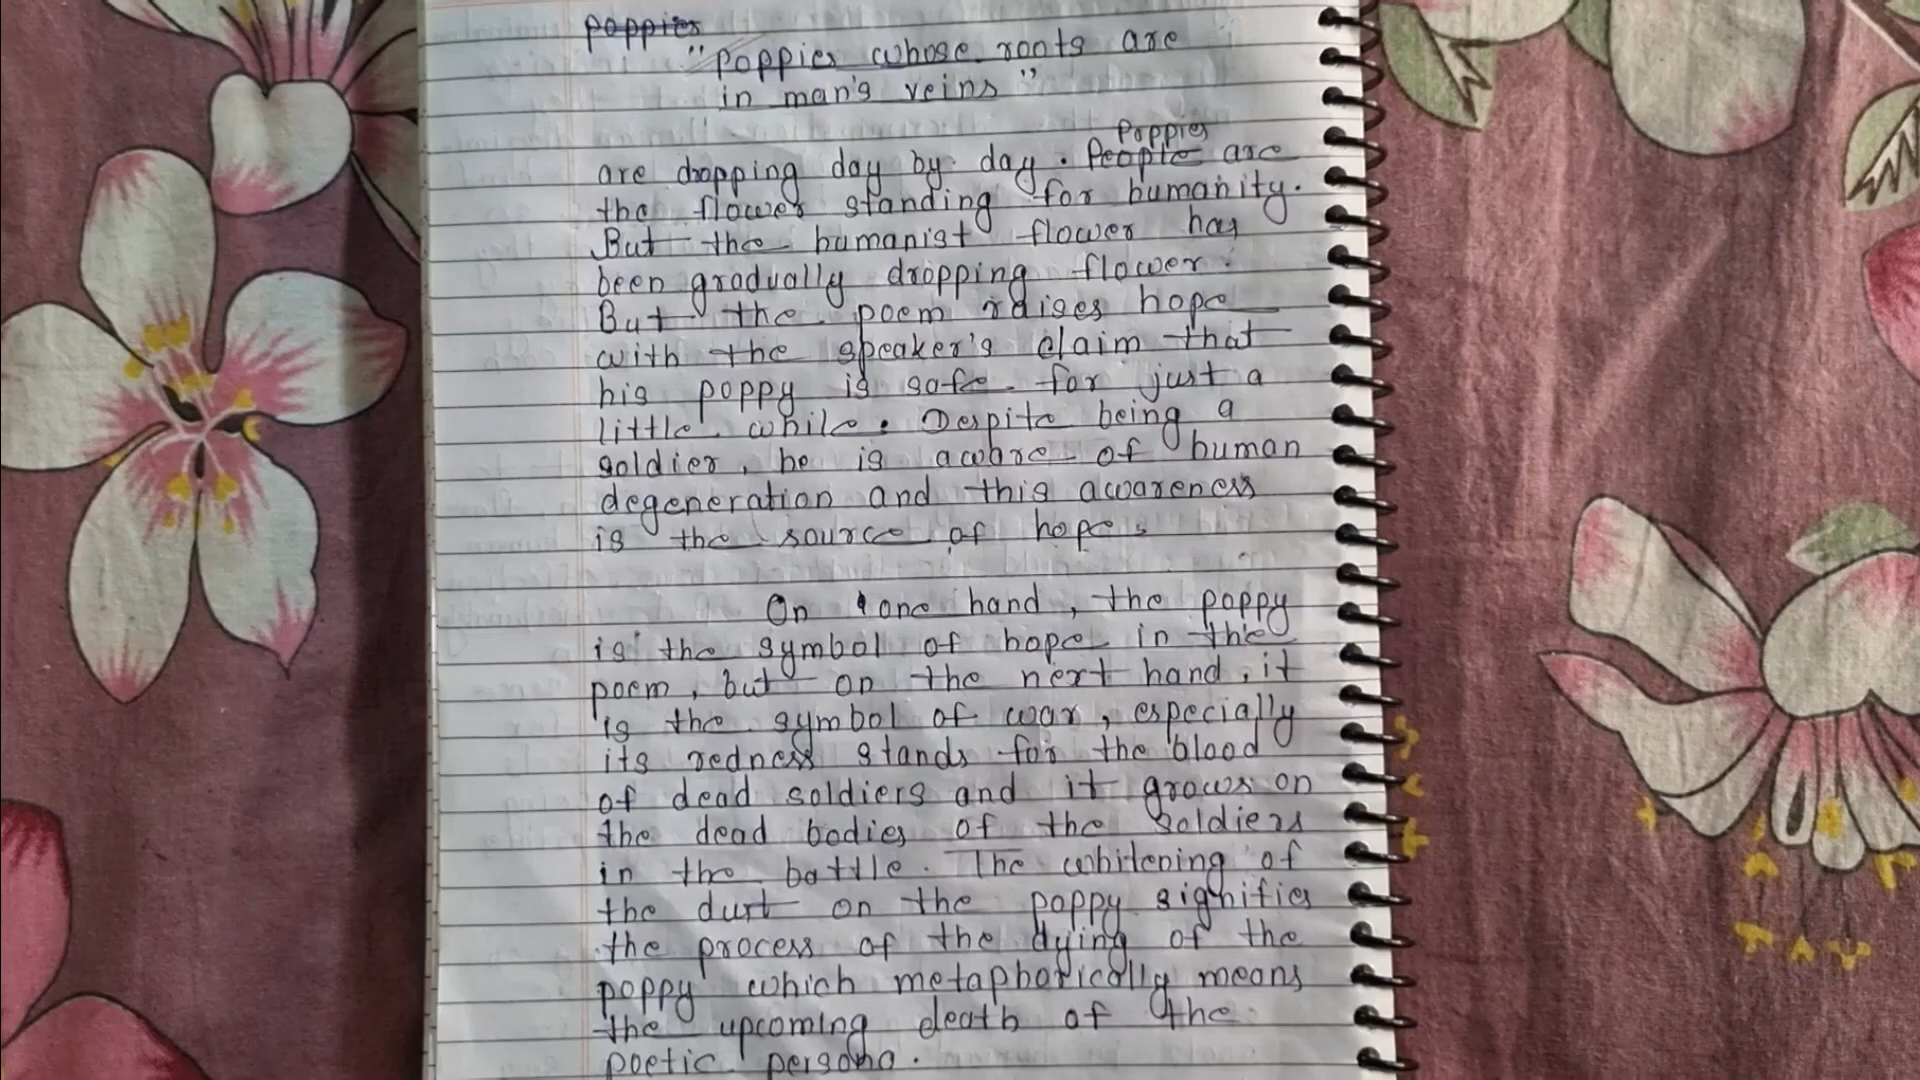 poppies
"poppies whose roots are
in man's veins"
Poppies
are dropping day by day. People are
the flower standing for humanity.
But the humanist flower has
been gradually dropping flower.
But the poem raises hope
with the speaker's claim that
his poppy is safe for just a
little while. Despite being a
soldier, he is aware of human
degeneration and this awareness
is the source of hope.
On one hand, the poppy
is the symbol of hope in the
poem, but on the next hand, it
is the symbol of war, especially
its redness stands for the blood
of dead soldiers and it grows on
the dead bodies of the soldiers
in the battle. The whitening of
the durt on the poppy signifies
the process of the dying of the
poppy which metaphorically means
the upcoming death of the
poetic persona.